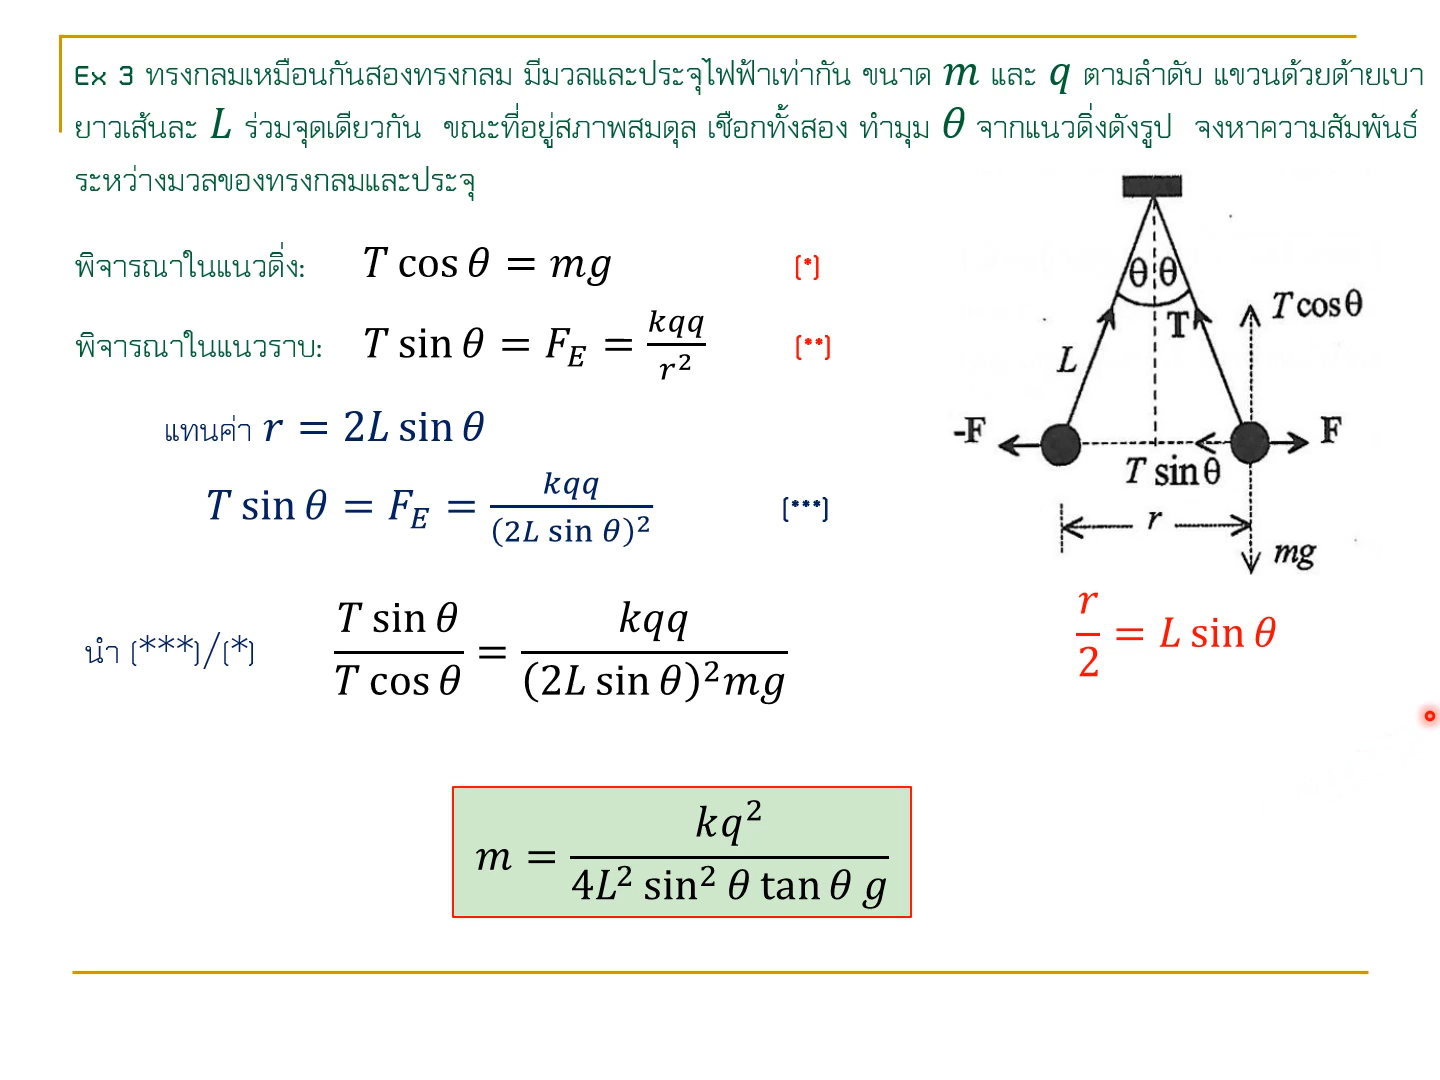 Ex 3 ทรงกลมเหมือนกันสองทรงกลม มีมวลและประจุไฟฟ้าเท่ากัน ขนาด m และ q ตามลำดับ แขวนด้วยด้ายเบา
ยาวเส้นละ L ร่วมจุดเดียวกัน ขณะที่อยู่สภาพสมดุล เชือกทั้งสอง ทำมุม θ จากแนวดิ่งดังรูป จงหาความสัมพันธ์
ระหว่างมวลของทรงกลมและประจุ
พิจารณาในแนวดิ่ง: T cos θ = mg (*)
พิจารณาในแนวราบ: T sin θ = F_E = kqq / r² (**)
แทนค่า r = 2L sin θ
T sin θ = F_E = kqq / (2L sin θ)² (***)
นำ (***)/(*) T sin θ / T cos θ = kqq / (2L sin θ)² mg
m = kq² / 4L² sin² θ tan θ g
θ θ
T cos θ
T
L
-F
F
T sin θ
r
mg
r / 2 = L sin θ